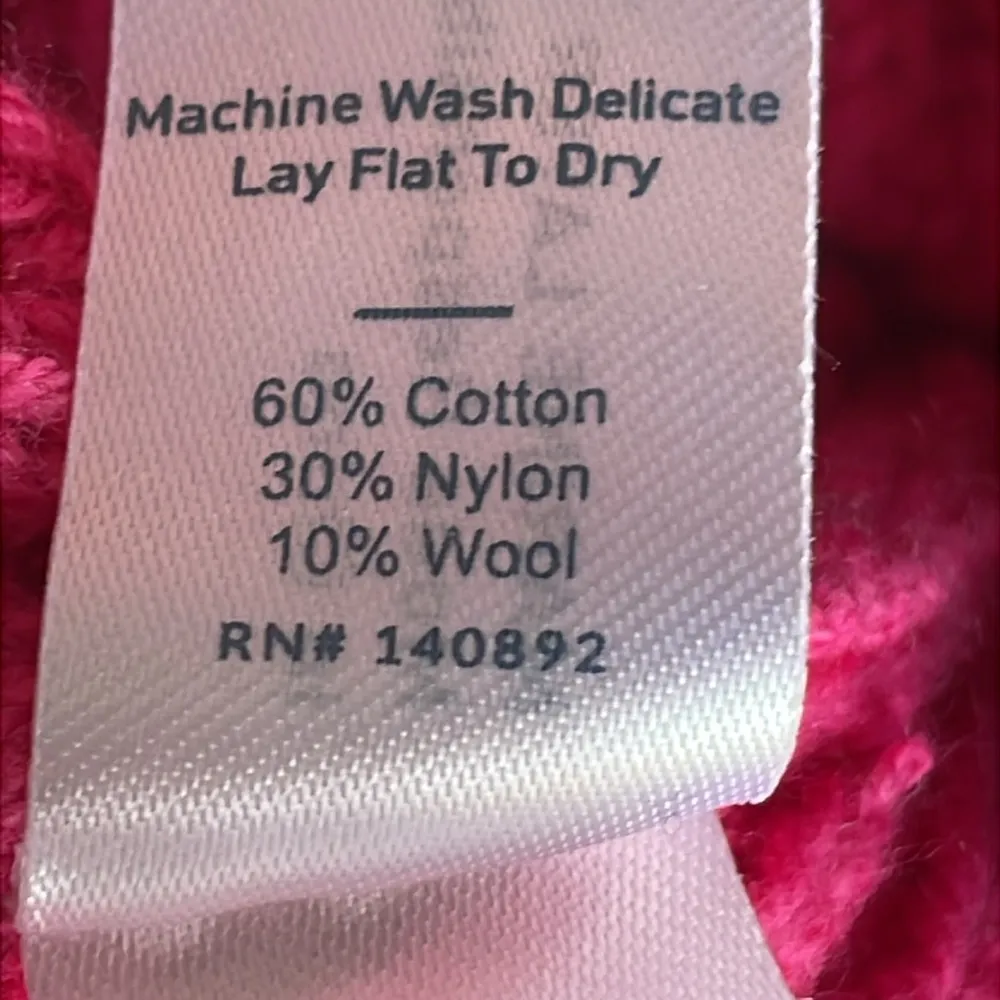 Machine Wash Delicate
Lay Flat To Dry
60% Cotton
30% Nylon
10% Wool
RN# 140892